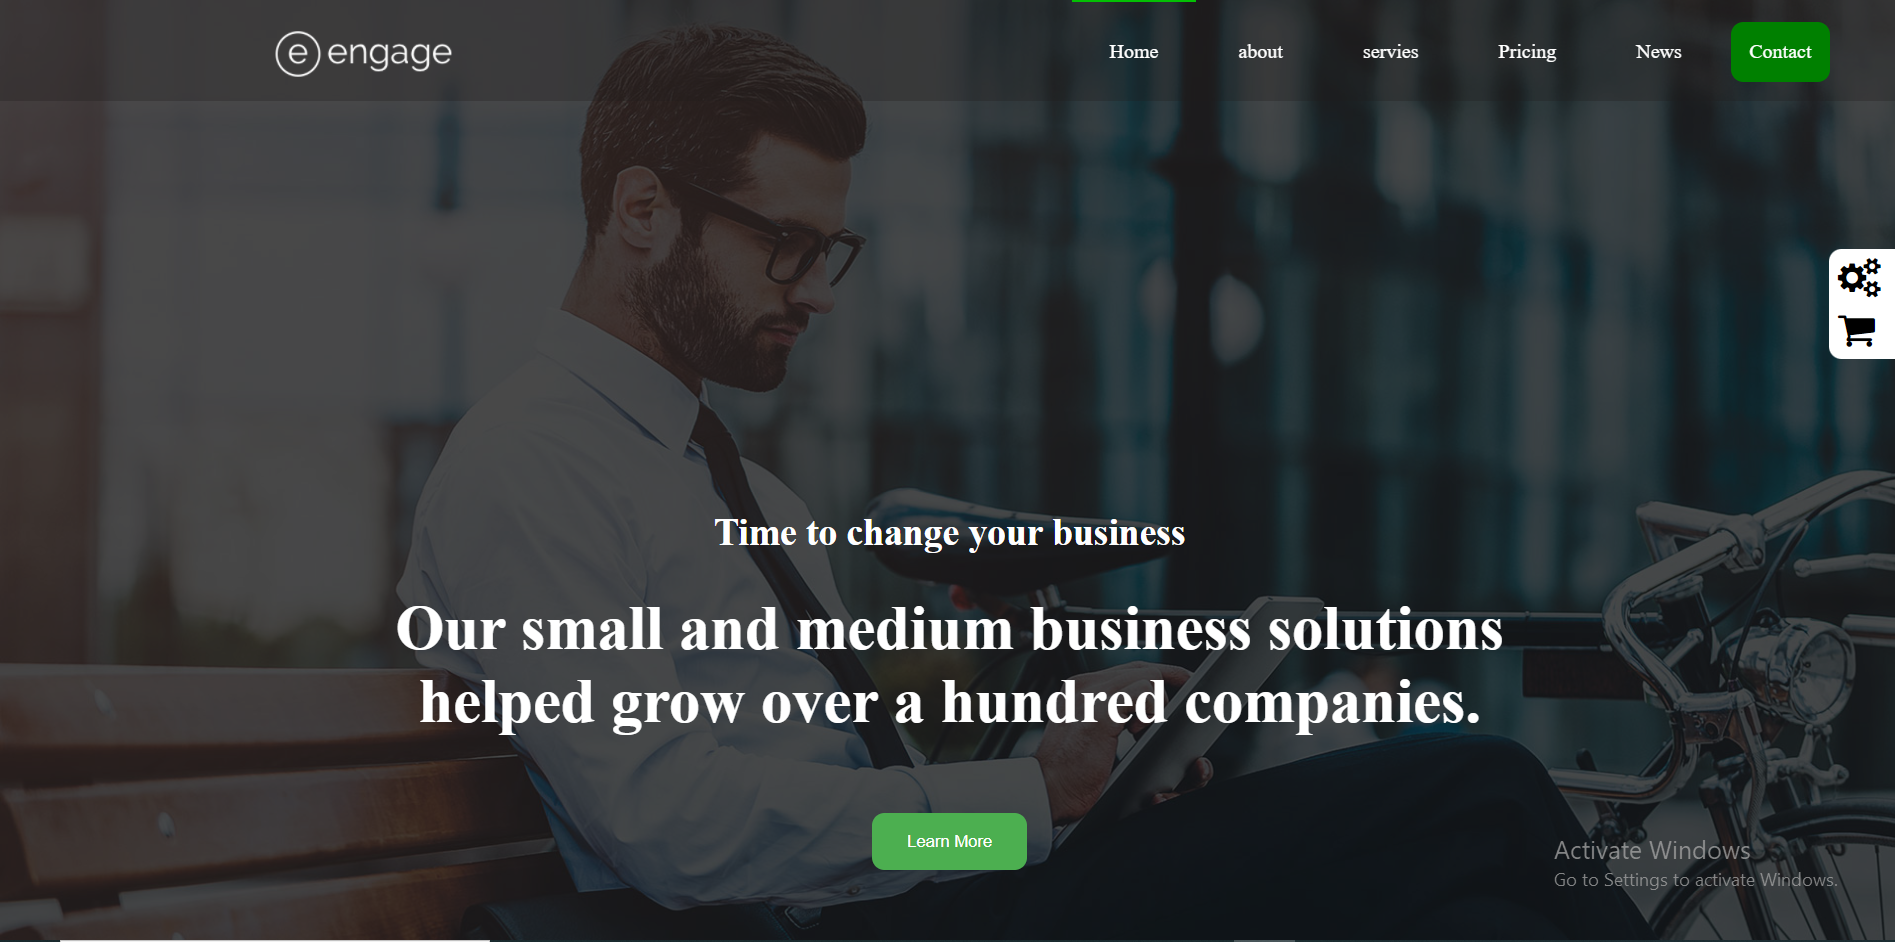 e engage
Home about servies Pricing News Contact
Time to change your business
Our small and medium business solutions
helped grow over a hundred companies.
Learn More
Activate Windows
Go to Settings to activate Windows.